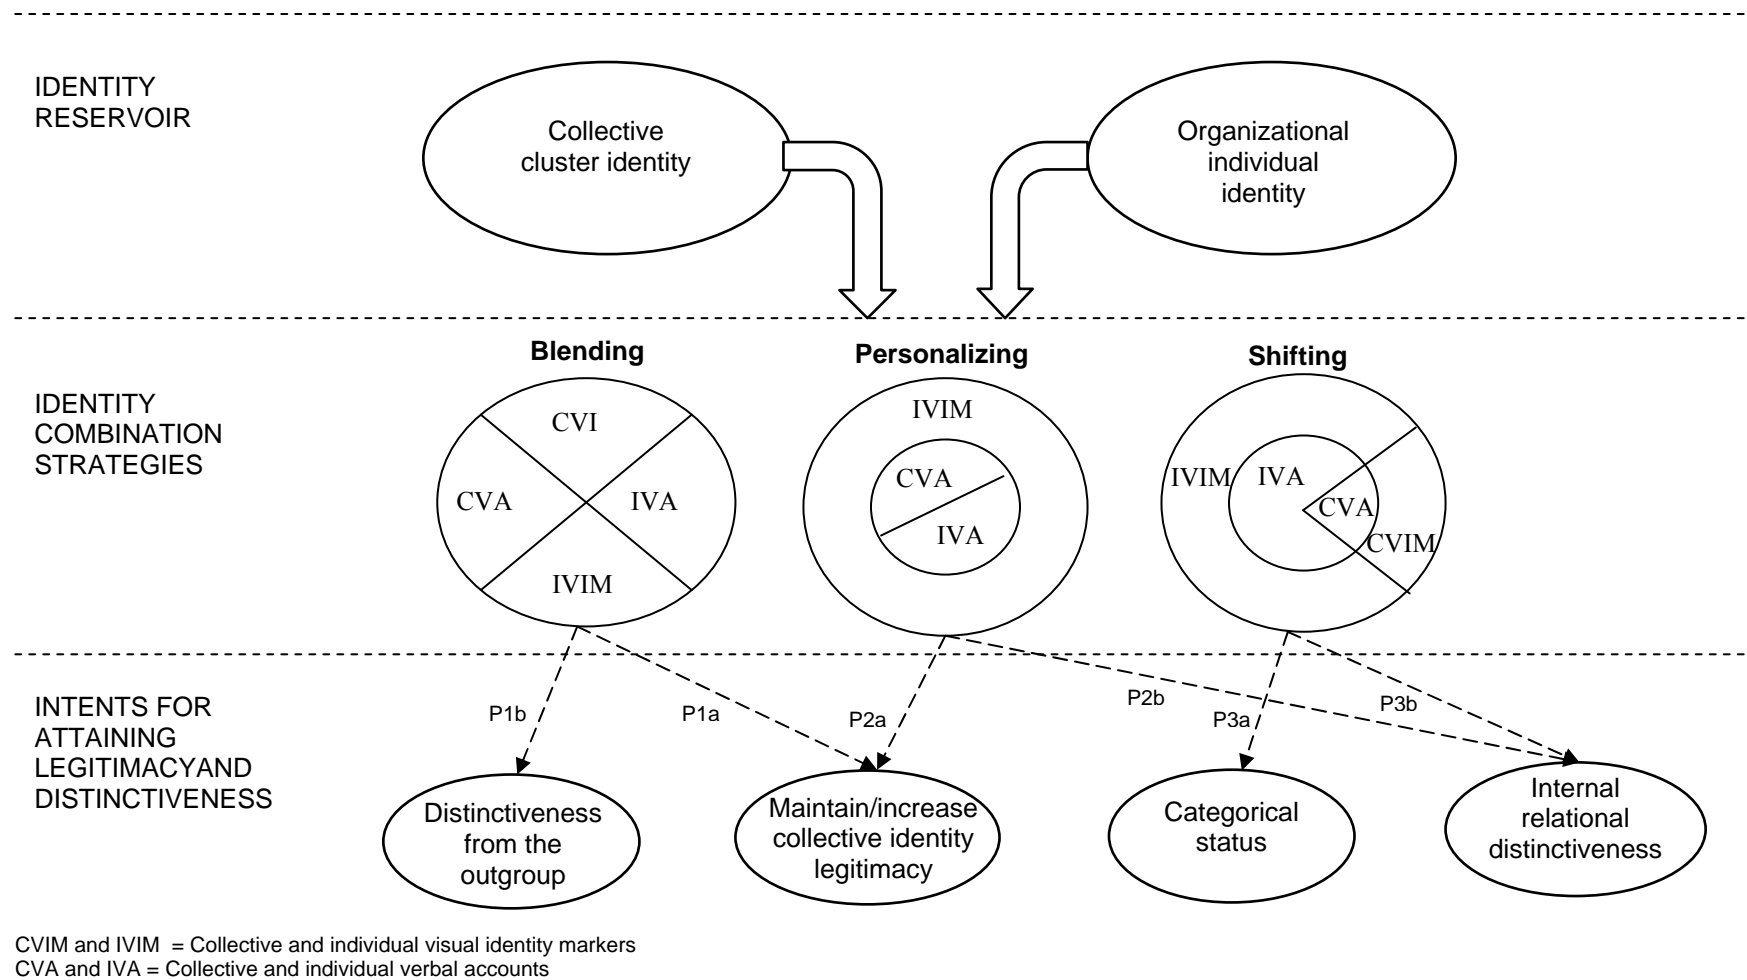 IDENTITY
RESERVOIR
Collective
cluster identity
Organizational
individual
identity
Blending
Personalizing
Shifting
IDENTITY
COMBINATION
STRATEGIES
CVI
CVA
IVA
IVIM
IVIM
CVA
IVA
IVIM
IVA
CVA
CVIM
INTENTS FOR
ATTAINING
LEGITIMACYAND
DISTINCTIVENESS
P1b
P1a
P2a
P2b
P3a
P3b
Distinctiveness
from the
outgroup
Maintain/increase
collective identity
legitimacy
Categorical
status
Internal
relational
distinctiveness
CVIM and IVIM = Collective and individual visual identity markers
CVA and IVA = Collective and individual verbal accounts